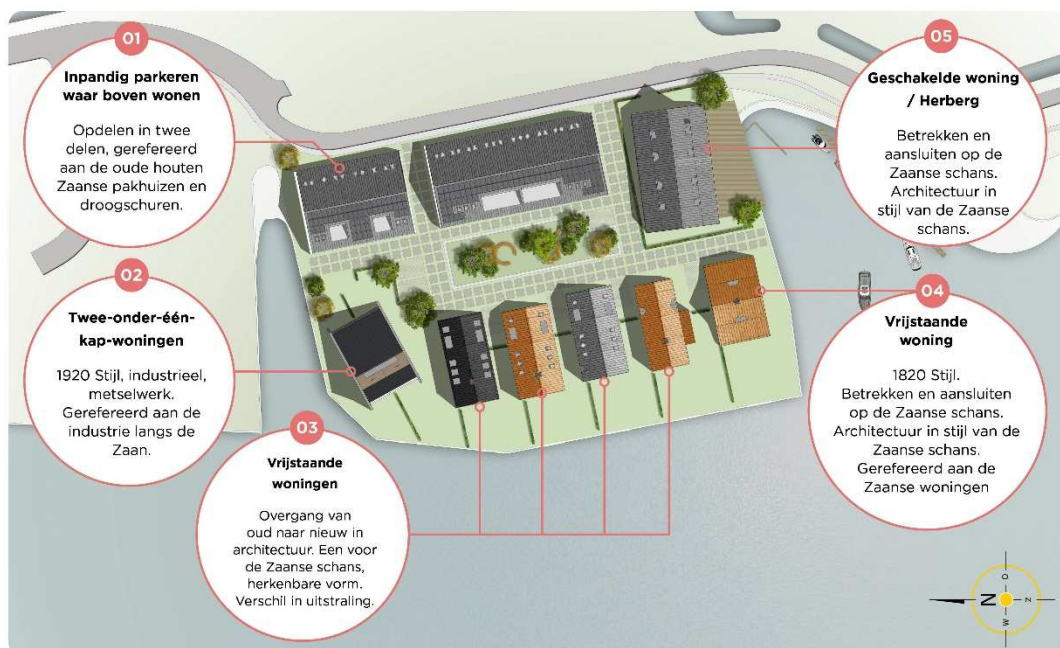 01
Inpandig parkeren
waar boven wonen
Opdelen in twee
delen, gerefereerd
aan de oude houten
Zaanse pakhuizen en
droogschuren.
02
Twee-onder-één-
kap-woningen
1920 Stijl, industrieel,
metselwerk.
Gerefereerd aan de
industrie langs de
Zaan.
03
Vrijstaande
woningen
Overgang van
oud naar nieuw in
architectuur. Een voor
de Zaanse schans,
herkenbare vorm.
Verschil in uitstraling.
05
Geschakelde woning
/ Herberg
Betrekken en
aansluiten op de
Zaanse schans.
Architectuur in
stijl van de Zaanse
schans.
04
Vrijstaande
woning
1820 Stijl.
Betrekken en aansluiten
op de Zaanse schans.
Architectuur in stijl van de
Zaanse schans.
Gerefereerd aan de
Zaanse woningen
O
N
Z
W